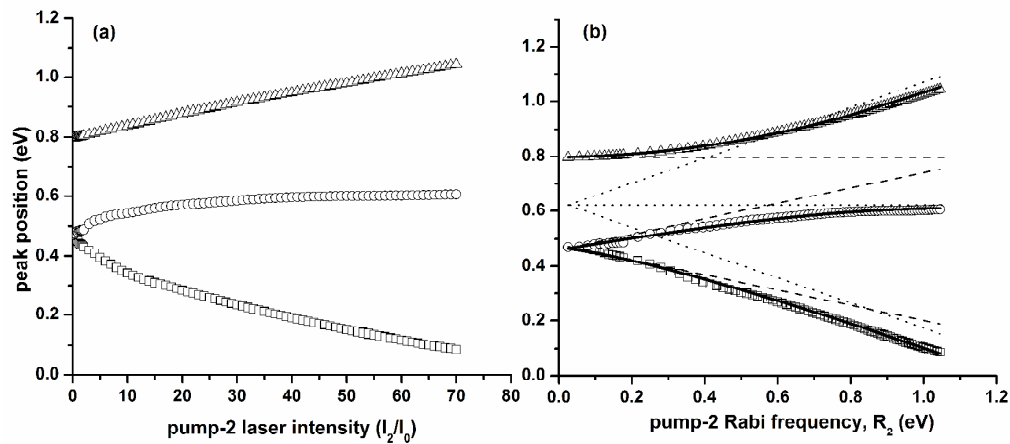 (a)
peak position (eV)
1.2
1.0
0.8
0.6
0.4
0.2
0.0
0 10 20 30 40 50 60 70 80
pump-2 laser intensity (I₂/I₀)
(b)
1.2
1.0
0.8
0.6
0.4
0.2
0.0
0.0 0.2 0.4 0.6 0.8 1.0 1.2
pump-2 Rabi frequency, R₂ (eV)